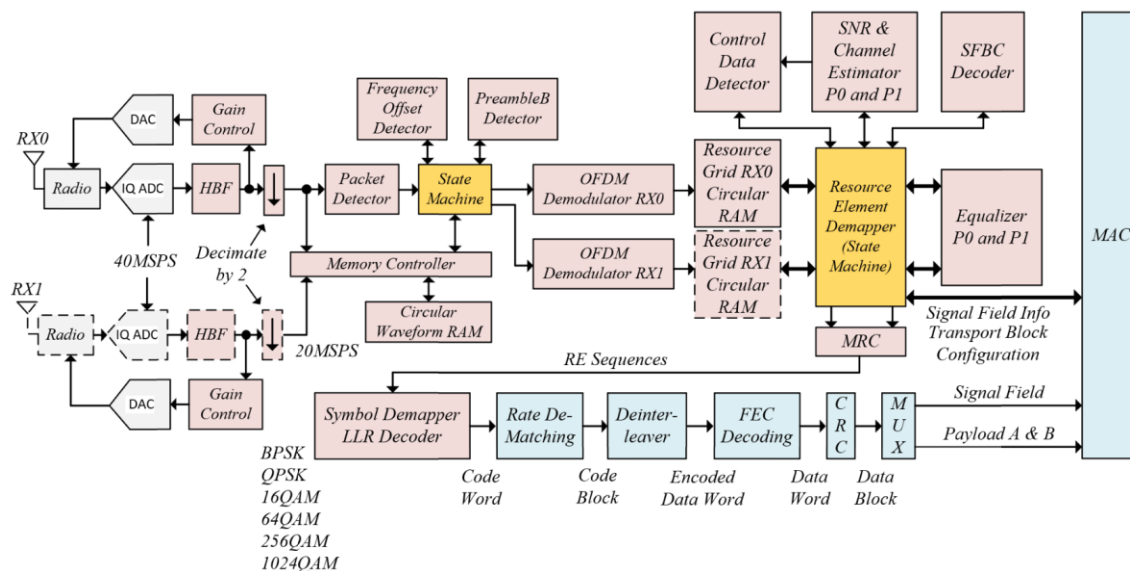 Control
Data
Detector
SNR &
Channel
Estimator
P0 and P1
SFBC
Decoder
MAC
Frequency
Offset
Detector
PreambleB
Detector
DAC
Gain
Control
RX0
Radio
IQ ADC
HBF
Packet
Detector
State
Machine
OFDM
Demodulator RX0
Resource
Grid RX0
Circular
RAM
Resource
Element
Demapper
(State
Machine)
Equalizer
P0 and P1
40MSPS
Decimate
by 2
Memory Controller
OFDM
Demodulator RX1
Resource
Grid RX1
Circular
RAM
RX1
Radio
IQ ADC
HBF
20MSPS
Circular
Waveform RAM
Signal Field Info
Transport Block
Configuration
MRC
DAC
Gain
Control
RE Sequences
Symbol Demapper
LLR Decoder
Rate De-
Matching
Deinter-
leaver
FEC
Decoding
C
R
C
M
U
X
Signal Field
Payload A & B
BPSK
QPSK
16QAM
64QAM
256QAM
1024QAM
Code
Word
Code
Block
Encoded
Data Word
Data
Word
Data
Block